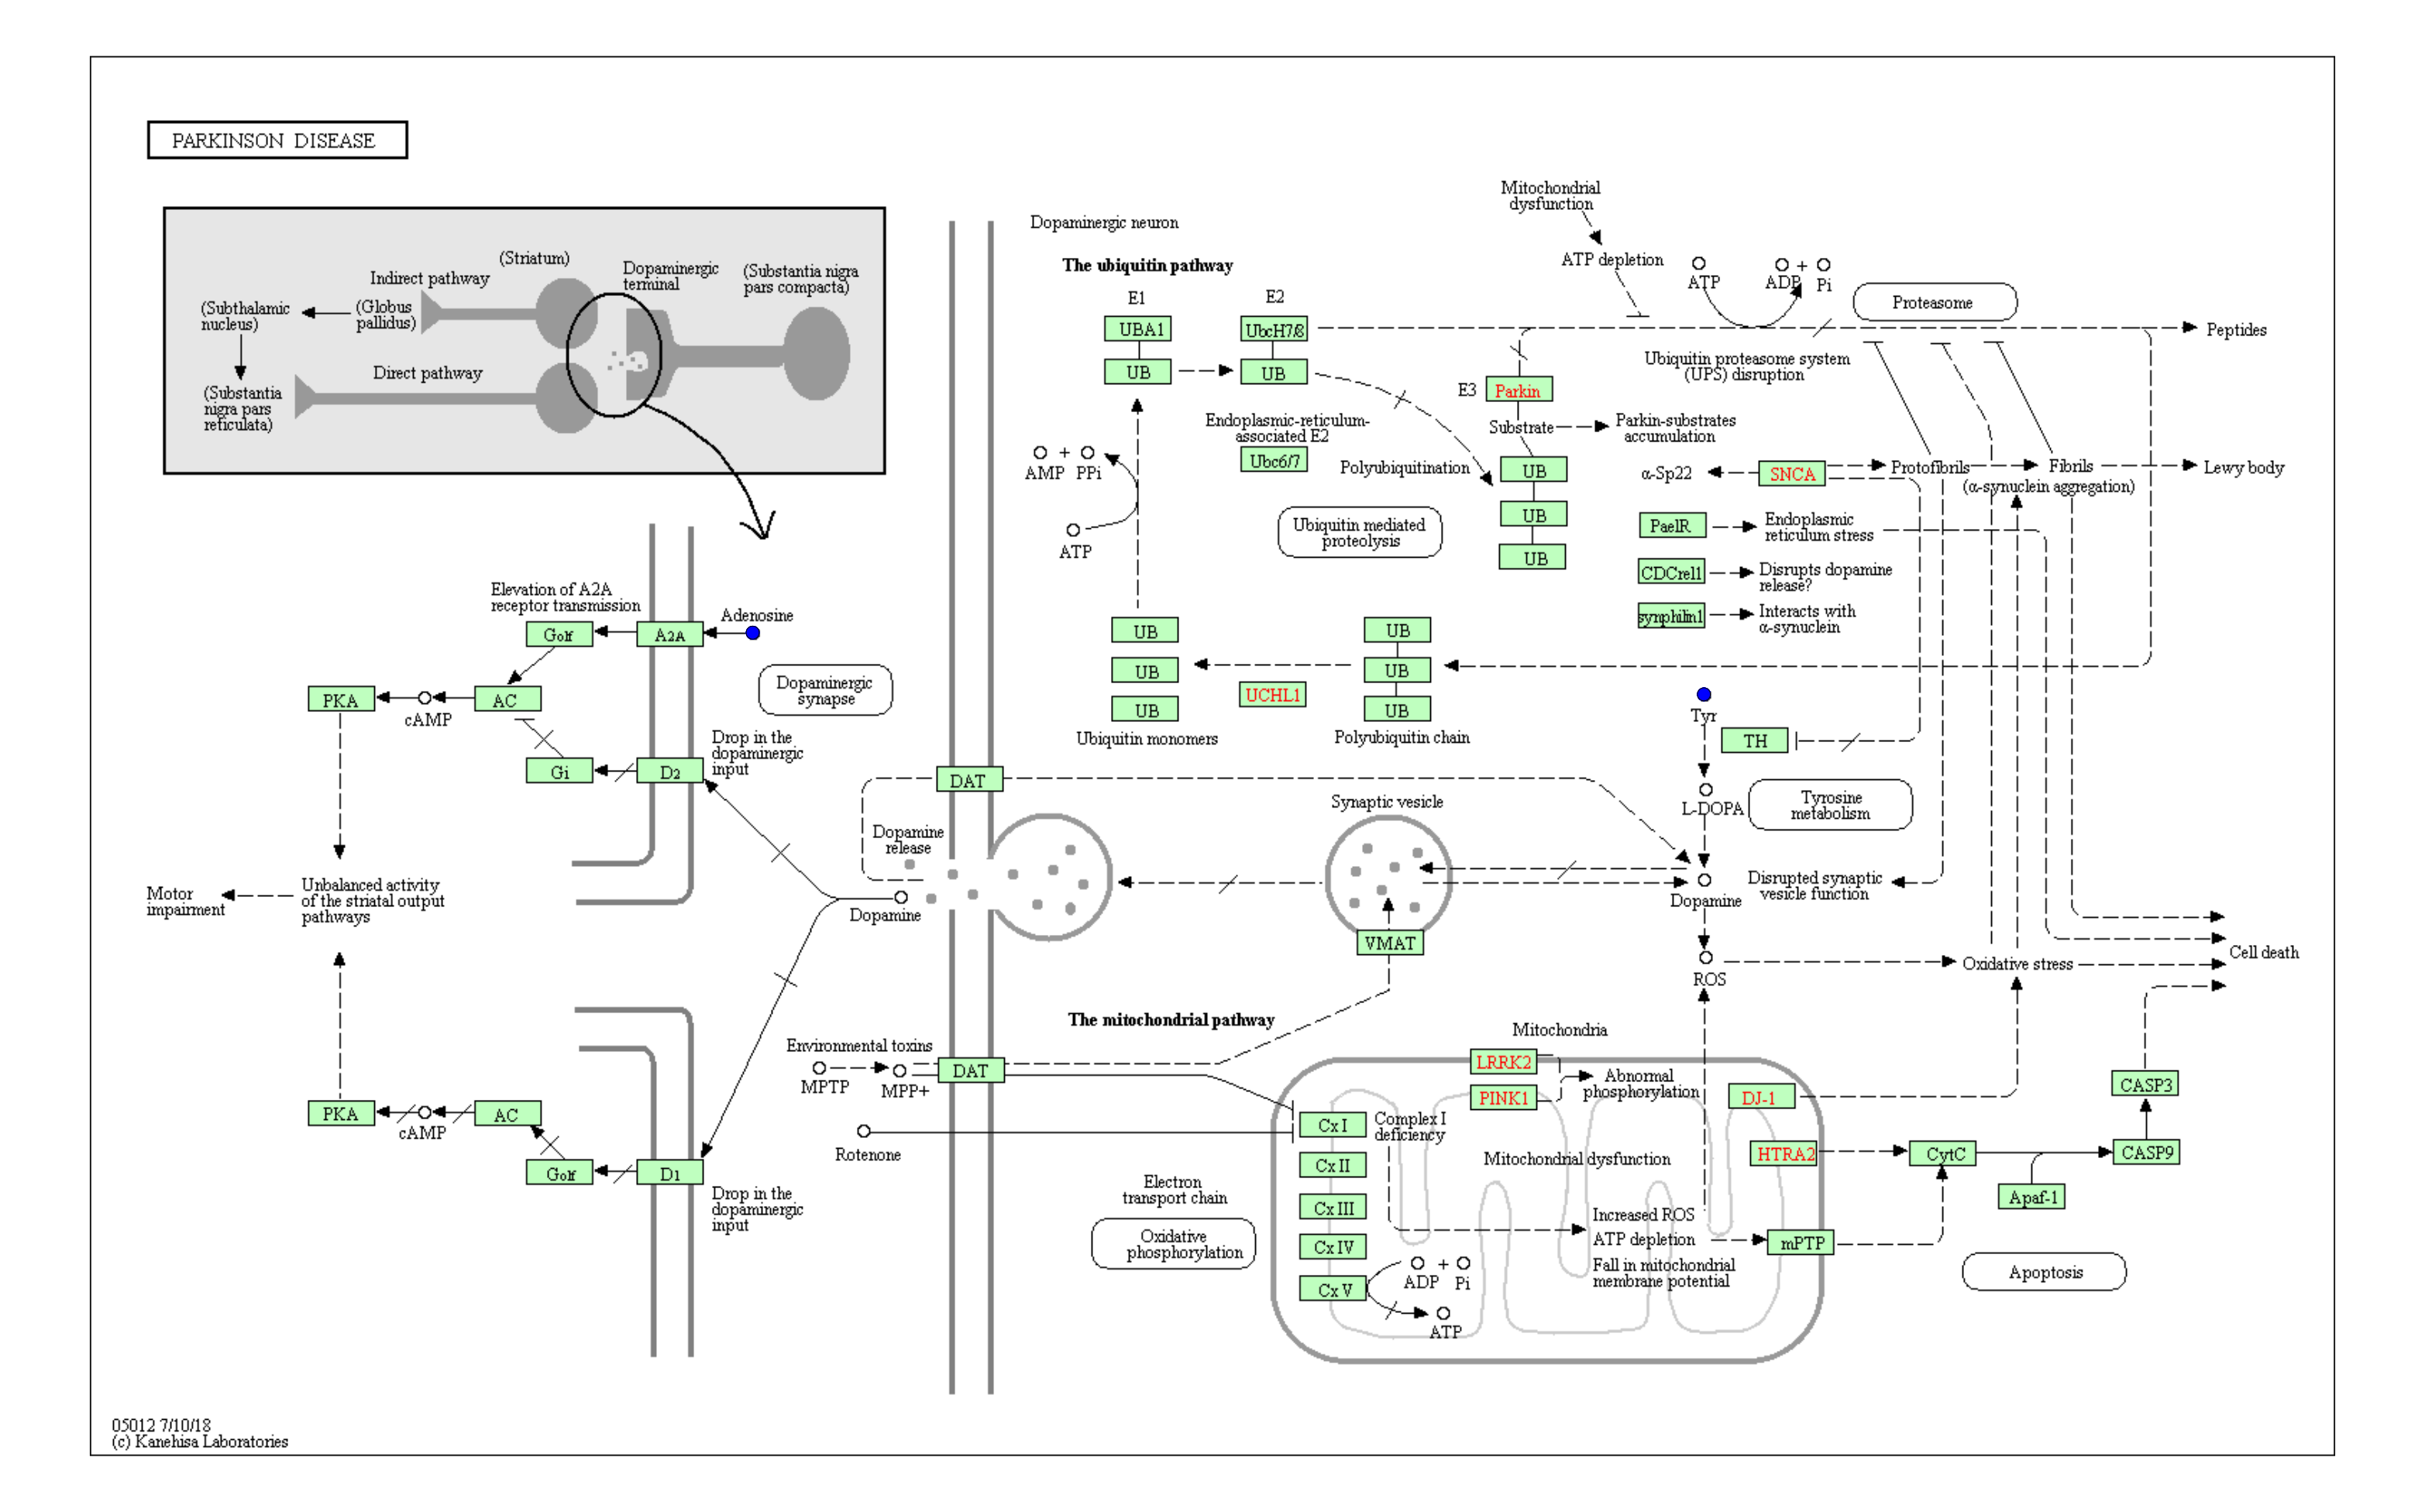 PARKINSON DISEASE
(Striatum)
Indirect pathway
Dopaminergic
terminal
(Substantia nigra
pars compacta)
(Subthalamic
nucleus)
(Globus
pallidus)
Direct pathway
(Substantia
nigra pars
reticulata)
Dopaminergic neuron
The ubiquitin pathway
E1
E2
UBA1
UbcH7/8
UB
UB
Endoplasmic-reticulum-
associated E2
Ubc6/7
AMP + PPi
ATP
Polyubiquitination
Ubiquitin mediated
proteolysis
Mitochondrial
dysfunction
ATP depletion
ATP
ADP + Pi
Proteasome
Peptides
Ubiquitin proteasome system
(UPS) disruption
E3
Parkin
Substrate
Parkin-substrates
accumulation
UB
UB
UB
α-Sp22
SNCA
Protofibrils
Fibrils
Lewy body
(α-synuclein aggregation)
PaelR
Endoplasmic
reticulum stress
CDCrel1
Disrupts dopamine
release?
synphilin1
Interacts with
α-synuclein
Elevation of A2A
receptor transmission
Golf
A2A
Adenosine
PKA
cAMP
AC
Dopaminergic
synapse
Gi
D2
Drop in the
dopaminergic
input
UB
UB
UB
Ubiquitin monomers
UCHL1
UB
UB
UB
Polyubiquitin chain
Tyr
TH
L-DOPA
Tyrosine
metabolism
DAT
Dopamine
release
Synaptic vesicle
Dopamine
Disrupted synaptic
vesicle function
Dopamine
VMAT
ROS
Oxidative stress
Cell death
Motor
impairment
Unbalanced activity
of the striatal output
pathways
The mitochondrial pathway
Environmental toxins
MPTP
MPP+
DAT
Rotenone
PKA
cAMP
AC
Golf
D1
Drop in the
dopaminergic
input
Mitochondria
LRRK2
PINK1
Abnormal
phosphorylation
DJ-1
HTRA2
CytC
CASP3
CASP9
Apaf-1
mPTP
Apoptosis
Cx I
Complex I
deficiency
Cx II
Mitochondrial dysfunction
Cx III
Cx IV
Cx V
Electron
transport chain
Oxidative
phosphorylation
Increased ROS
ATP depletion
Fall in mitochondrial
membrane potential
ADP + Pi
ATP
05012 7/10/18
(c) Kanehisa Laboratories